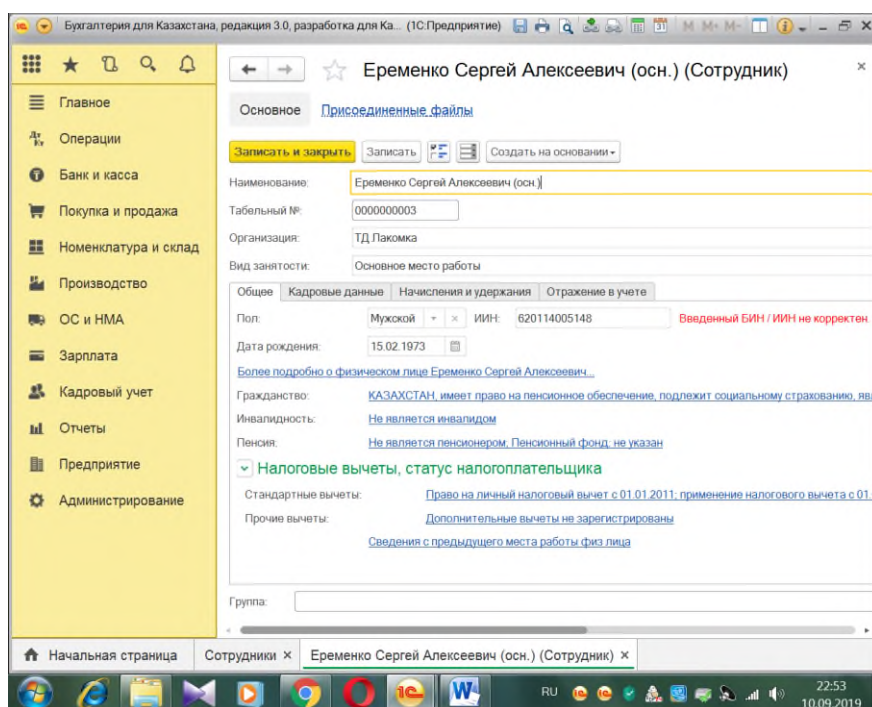 Бухгалтерия для Казахстана, редакция 3.0, разработка для Ка... (1С:Предприятие)
M M+ M-
Еременко Сергей Алексеевич (осн.) (Сотрудник)
Главное
Операции
Банк и касса
Покупка и продажа
Номенклатура и склад
Производство
ОС и НМА
Зарплата
Кадровый учет
Отчеты
Предприятие
Администрирование
Основное Присоединенные файлы
Записать и закрыть Записать Создать на основании
Наименование: Еременко Сергей Алексеевич (осн.)
Табельный №: 0000000003
Организация: ТД Лакомка
Вид занятости: Основное место работы
Общее Кадровые данные Начисления и удержания Отражение в учете
Пол: Мужской ИИН: 620114005148 Введенный БИН / ИИН не корректен
Дата рождения: 15.02.1973
Более подробно о физическом лице Еременко Сергей Алексеевич...
Гражданство: КАЗАХСТАН, имеет право на пенсионное обеспечение, подлежит социальному страхованию, яв
Инвалидность: Не является инвалидом
Пенсия: Не является пенсионером, Пенсионный фонд: не указан
Налоговые вычеты, статус налогоплательщика
Стандартные вычеты: Право на личный налоговый вычет с 01.01.2011; применение налогового вычета с 01.
Прочие вычеты: Дополнительные вычеты не зарегистрированы
Сведения с предыдущего места работы физ лица
Группа:
Начальная страница Сотрудники × Еременко Сергей Алексеевич (осн.) (Сотрудник) ×
RU 22:53
10.09.2019